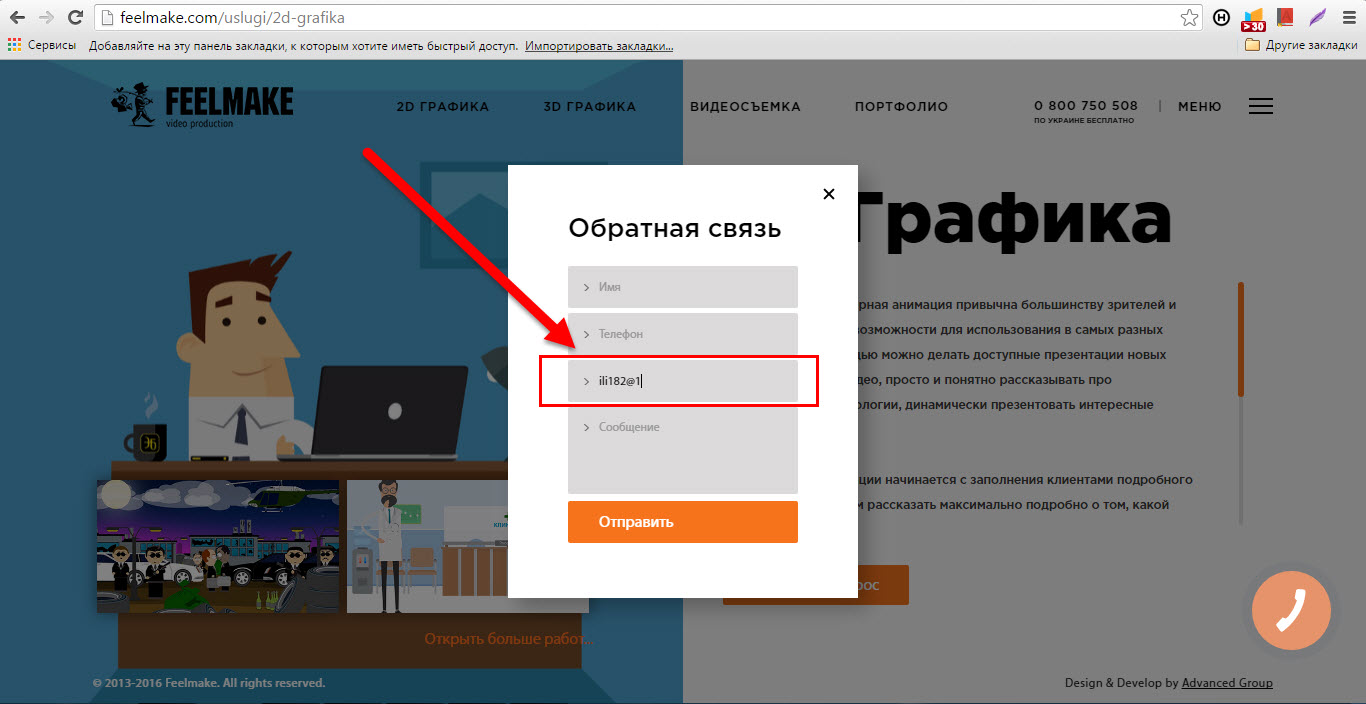 feelmake.com/uslugi/2d-grafika
>30
Сервисы Добавляйте на эту панель закладки, к которым хотите иметь быстрый доступ. Импортировать закладки... Другие закладки
FEELMAKE
video production
2D ГРАФИКА 3D ГРАФИКА ВИДЕОСЪЕМКА ПОРТФОЛИО
0 800 750 508 | МЕНЮ
ПО УКРАИНЕ БЕСПЛАТНО
Графика
Обратная связь
Имя
Телефон
ili182@1
Сообщение
Отправить
рная анимация привычна большинству зрителей и
возможности для использования в самых разных
ью можно делать доступные презентации новых
део, просто и понятно рассказывать про
ологии, динамически презентовать интересные
ции начинается с заполнения клиентами подробного
и рассказать максимально подробно о том, какой
ос
Открыть больше работ...
© 2013-2016 Feelmake. All rights reserved.
Design & Develop by Advanced Group